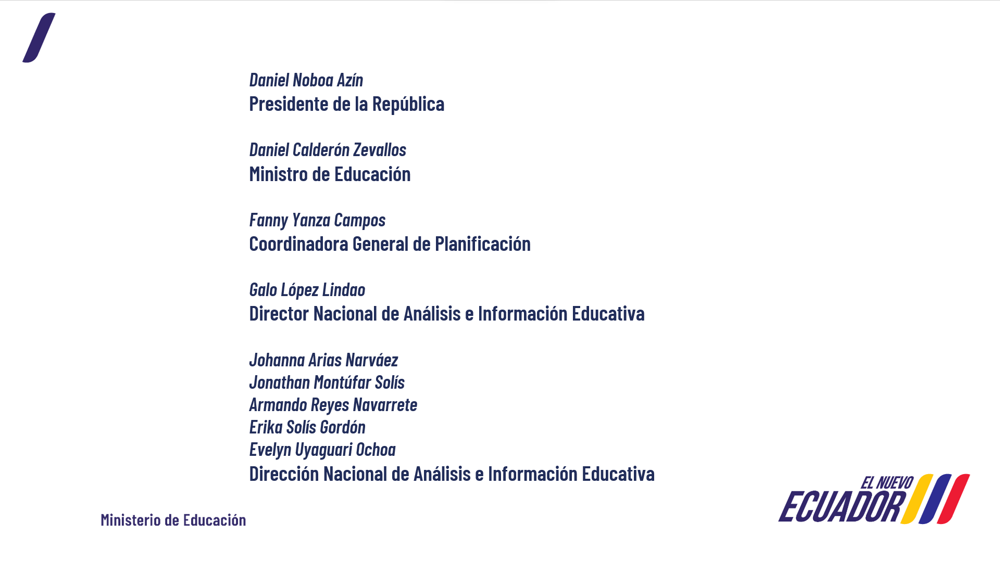 Daniel Noboa Azín
Presidente de la República
Daniel Calderón Zevallos
Ministro de Educación
Fanny Yanza Campos
Coordinadora General de Planificación
Galo López Lindao
Director Nacional de Análisis e Información Educativa
Johanna Arias Narváez
Jonathan Montúfar Solís
Armando Reyes Navarrete
Erika Solís Gordón
Evelyn Uyaguari Ochoa
Dirección Nacional de Análisis e Información Educativa
Ministerio de Educación
EL NUEVO
ECUADOR